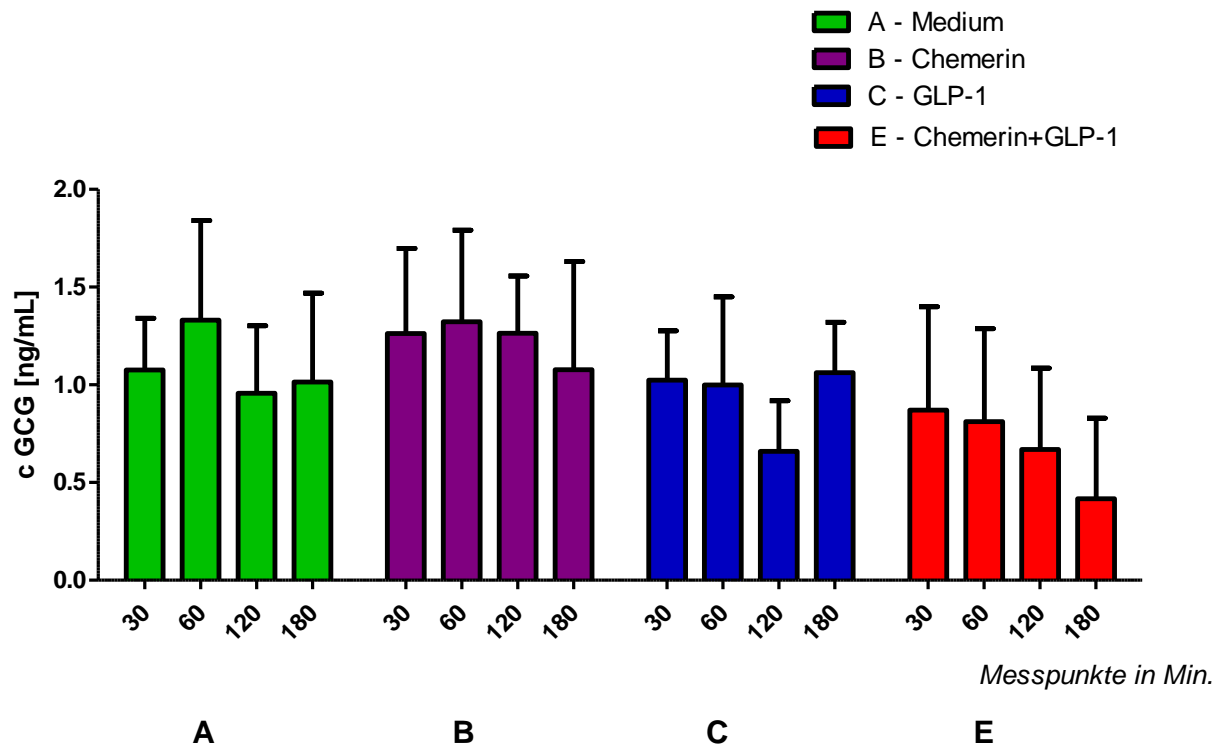 A - Medium
B - Chemerin
C - GLP-1
E - Chemerin+GLP-1
c GCG [ng/mL]
2.0
1.5
1.0
0.5
0.0
30 60 120 180 30 60 120 180 30 60 120 180 30 60 120 180
Messpunkte in Min.
A B C E